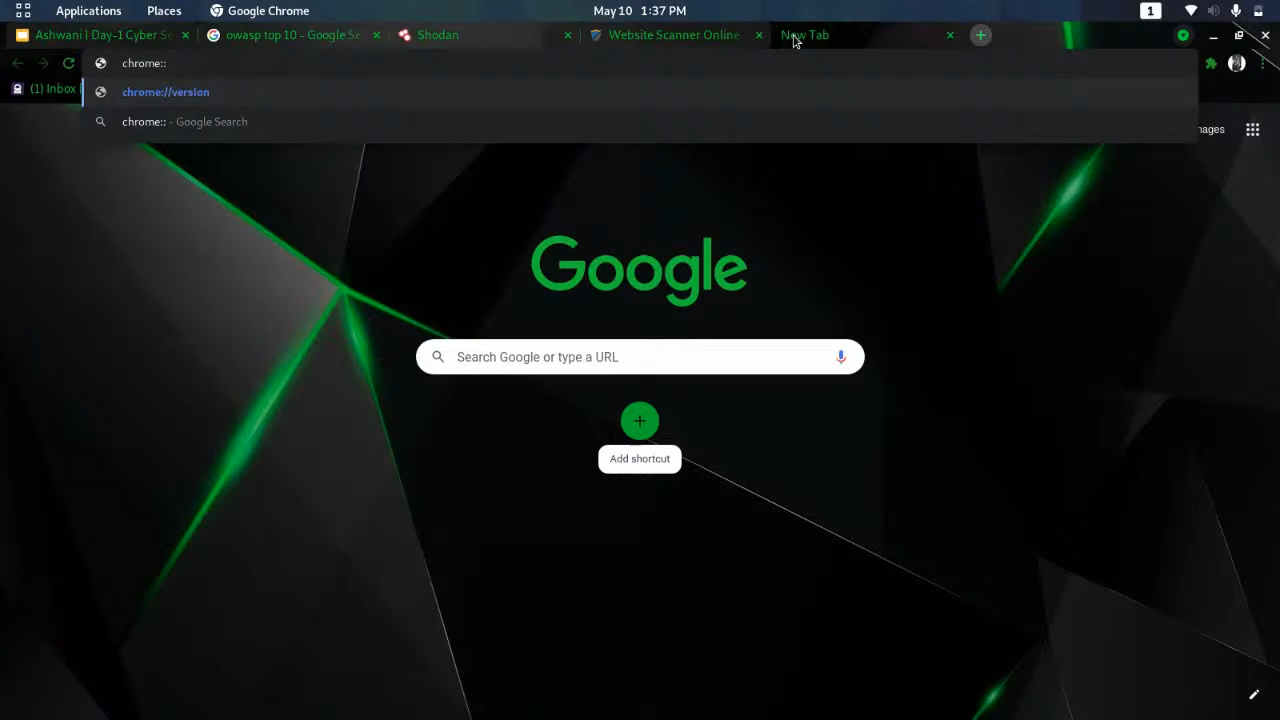 Applications Places Google Chrome May 10 1:37 PM 1
Ashwani | Day-1 Cyber Se owasp top 10 - Google Se Shodan Website Scanner Online New Tab
chrome::
(1) Inbox
chrome://version
chrome:: - Google Search
nages
Google
Search Google or type a URL
Add shortcut